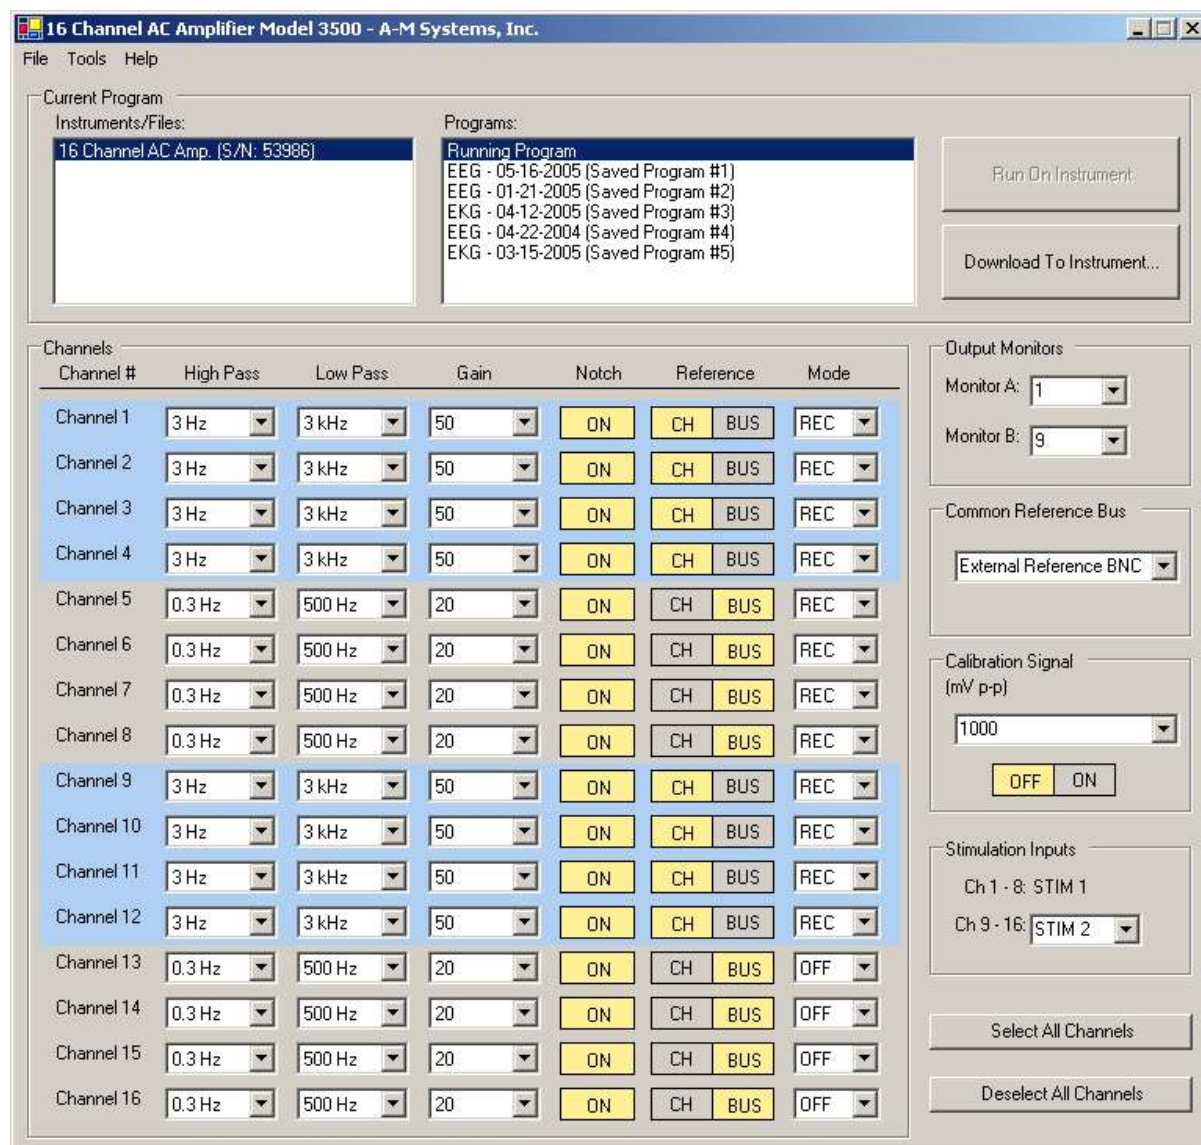 16 Channel AC Amplifier Model 3500 - A-M Systems, Inc.
File Tools Help
Current Program
Instruments/Files:
16 Channel AC Amp. (S/N: 53986)
Programs:
Running Program
EEG - 05-16-2005 (Saved Program #1)
EEG - 01-21-2005 (Saved Program #2)
EKG - 04-12-2005 (Saved Program #3)
EEG - 04-22-2004 (Saved Program #4)
EKG - 03-15-2005 (Saved Program #5)
Run On Instrument
Download To Instrument...
Channels
Channel # High Pass Low Pass Gain Notch Reference Mode
Channel 1 3 Hz 3 kHz 50 ON CH BUS REC
Channel 2 3 Hz 3 kHz 50 ON CH BUS REC
Channel 3 3 Hz 3 kHz 50 ON CH BUS REC
Channel 4 3 Hz 3 kHz 50 ON CH BUS REC
Channel 5 0.3 Hz 500 Hz 20 ON CH BUS REC
Channel 6 0.3 Hz 500 Hz 20 ON CH BUS REC
Channel 7 0.3 Hz 500 Hz 20 ON CH BUS REC
Channel 8 0.3 Hz 500 Hz 20 ON CH BUS REC
Channel 9 3 Hz 3 kHz 50 ON CH BUS REC
Channel 10 3 Hz 3 kHz 50 ON CH BUS REC
Channel 11 3 Hz 3 kHz 50 ON CH BUS REC
Channel 12 3 Hz 3 kHz 50 ON CH BUS REC
Channel 13 0.3 Hz 500 Hz 20 ON CH BUS OFF
Channel 14 0.3 Hz 500 Hz 20 ON CH BUS OFF
Channel 15 0.3 Hz 500 Hz 20 ON CH BUS OFF
Channel 16 0.3 Hz 500 Hz 20 ON CH BUS OFF
Output Monitors
Monitor A: 1
Monitor B: 9
Common Reference Bus
External Reference BNC
Calibration Signal
(mV p-p)
1000
OFF ON
Stimulation Inputs
Ch 1 - 8: STIM 1
Ch 9 - 16: STIM 2
Select All Channels
Deselect All Channels